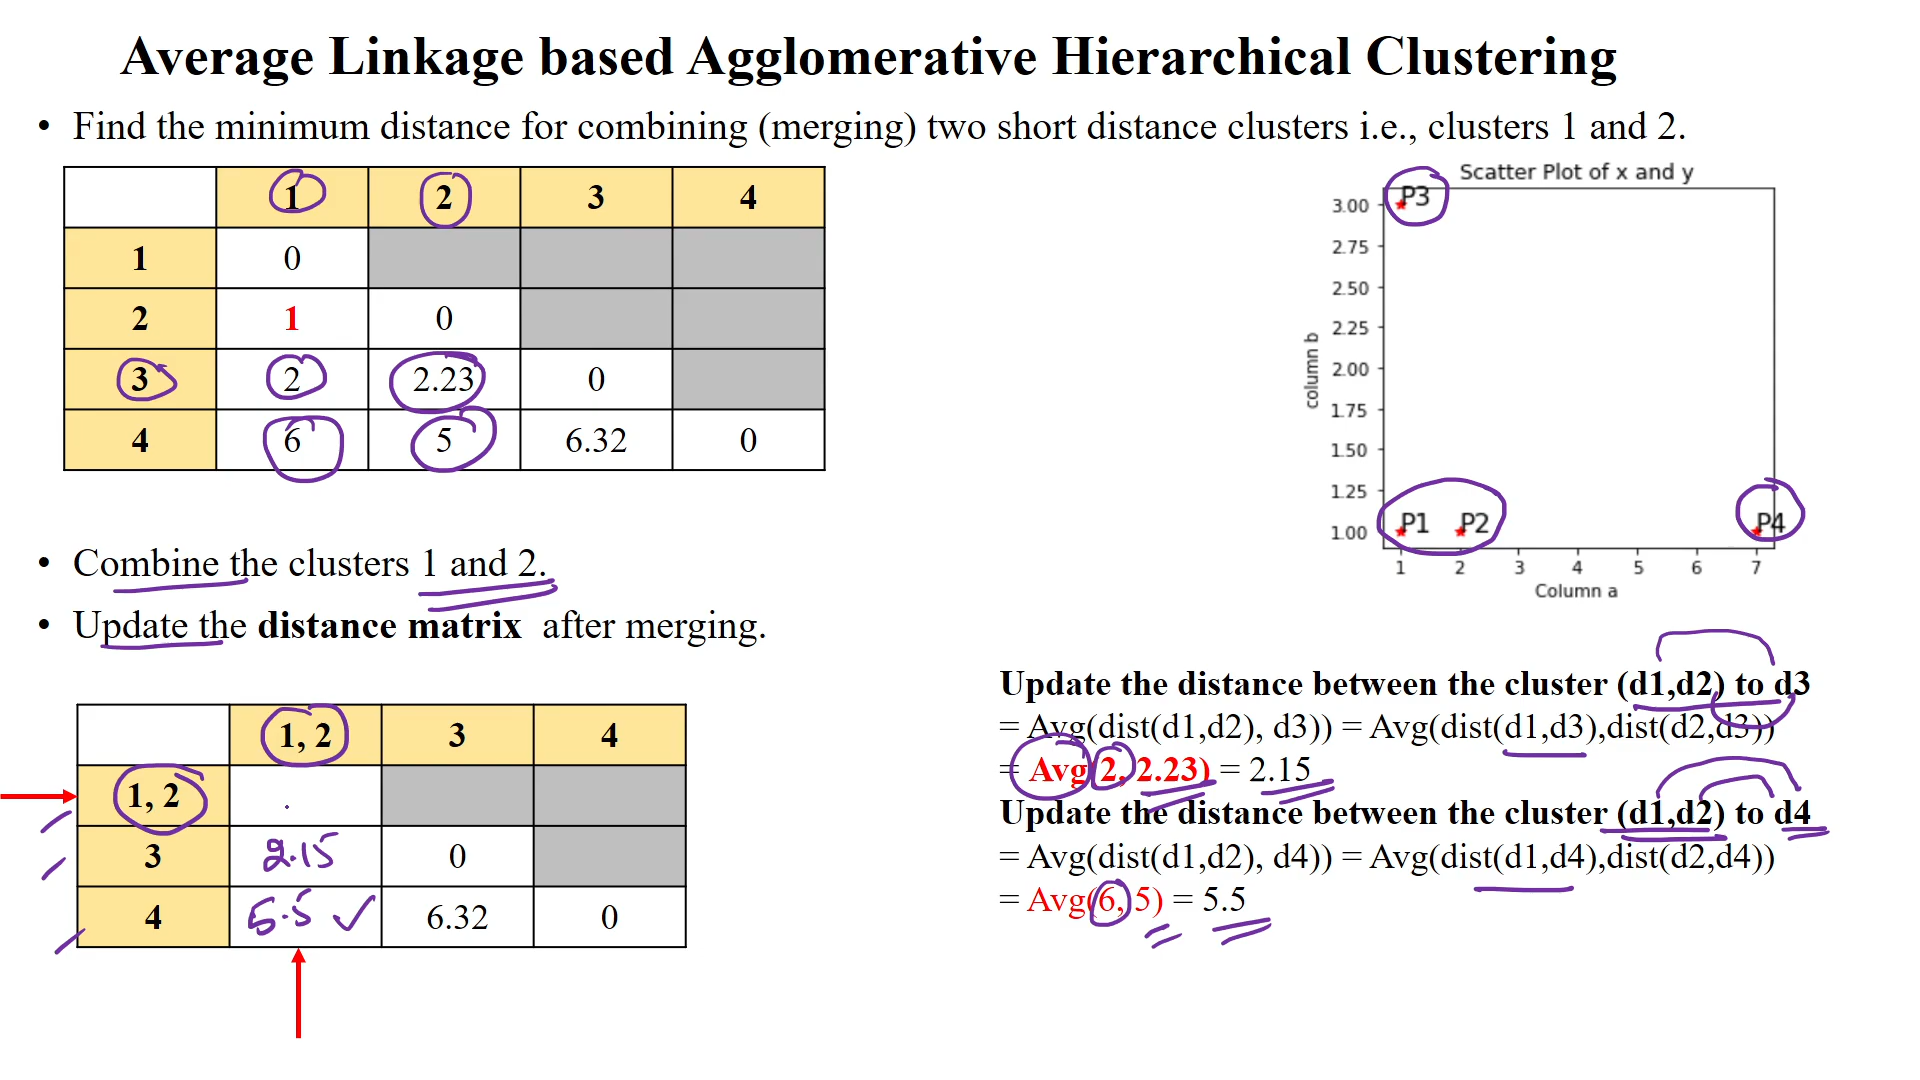 Average Linkage based Agglomerative Hierarchical Clustering
• Find the minimum distance for combining (merging) two short distance clusters i.e., clusters 1 and 2.
1 2 3 4
1 0
2 1 0
3 2 2.23 0
4 6 5 6.32 0
Scatter Plot of x and y
3.00
2.75
2.50
2.25
2.00
1.75
1.50
1.25
1.00
column b
P3
P1 P2 P4
1 2 3 4 5 6 7
Column a
• Combine the clusters 1 and 2.
• Update the distance matrix after merging.
1, 2 3 4
1, 2
3 2.15 0
4 5.5 ✓ 6.32 0
Update the distance between the cluster (d1,d2) to d3
= Avg(dist(d1,d2), d3)) = Avg(dist(d1,d3),dist(d2,d3))
= Avg(2, 2.23) = 2.15
Update the distance between the cluster (d1,d2) to d4
= Avg(dist(d1,d2), d4)) = Avg(dist(d1,d4),dist(d2,d4))
= Avg(6, 5) = 5.5